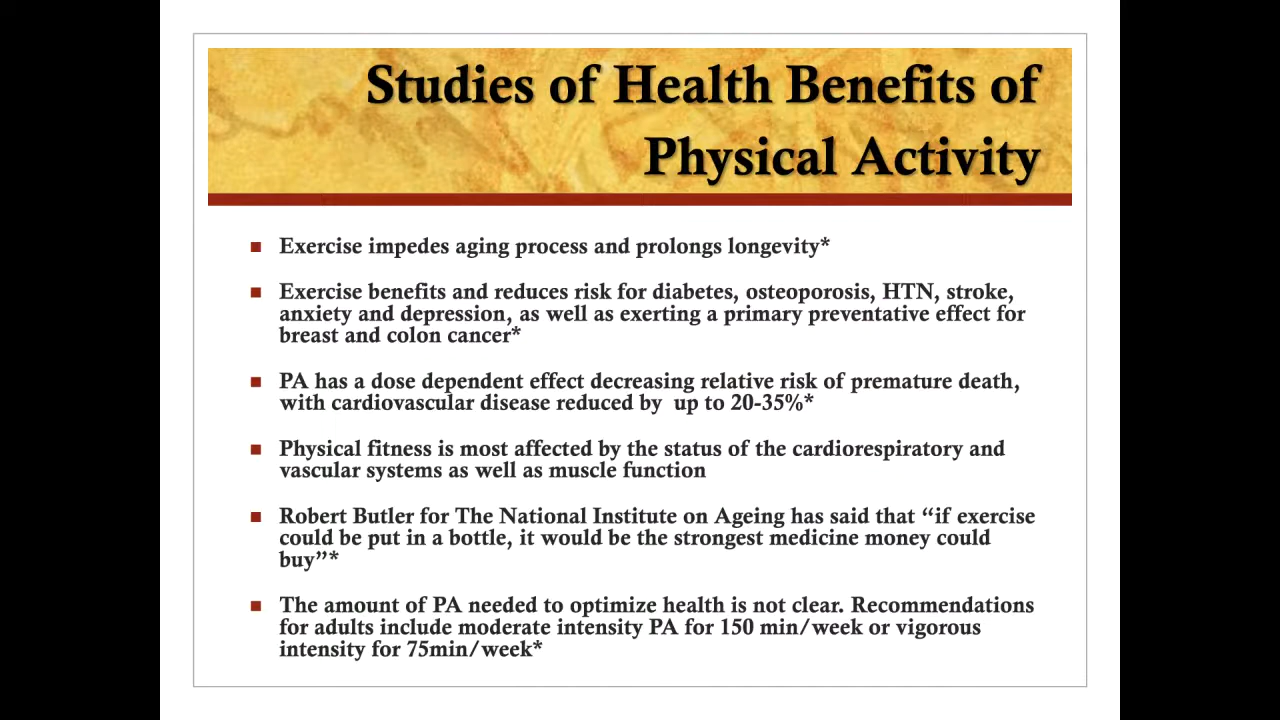 Studies of Health Benefits of
Physical Activity
Exercise impedes aging process and prolongs longevity*
Exercise benefits and reduces risk for diabetes, osteoporosis, HTN, stroke,
anxiety and depression, as well as exerting a primary preventative effect for
breast and colon cancer*
PA has a dose dependent effect decreasing relative risk of premature death,
with cardiovascular disease reduced by  up to 20-35%*
Physical fitness is most affected by the status of the cardiorespiratory and
vascular systems as well as muscle function
Robert Butler for The National Institute on Ageing has said that “if exercise
could be put in a bottle, it would be the strongest medicine money could
buy”*
The amount of PA needed to optimize health is not clear. Recommendations
for adults include moderate intensity PA for 150 min/week or vigorous
intensity for 75min/week*